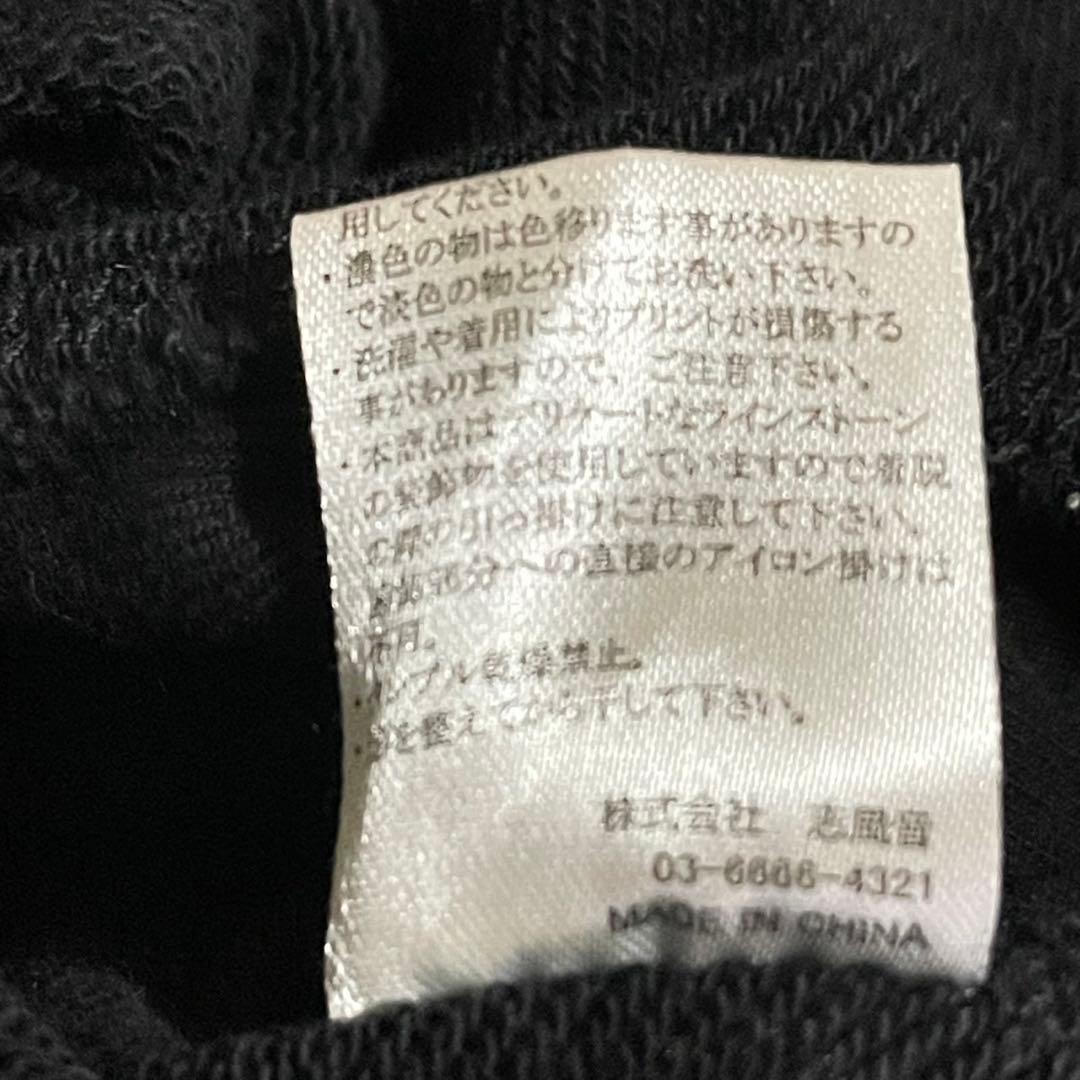 用してください。
・濃色の物は色移ります事がありますの
で淡色の物と分けてお洗い下さい。
・洗濯や着用によりプリントが損傷する
事がありますので、ご注意下さい。
・本商品はデリケートなラインストーン
の装飾物を使用していますので着脱
の際の引っ掛けに注意して下さい。
装飾部分への直接のアイロン掛けは
・タンブル乾燥禁止。
・形を整えてから干して下さい。
株式会社 志風音
03-6666-4321
MADE IN CHINA